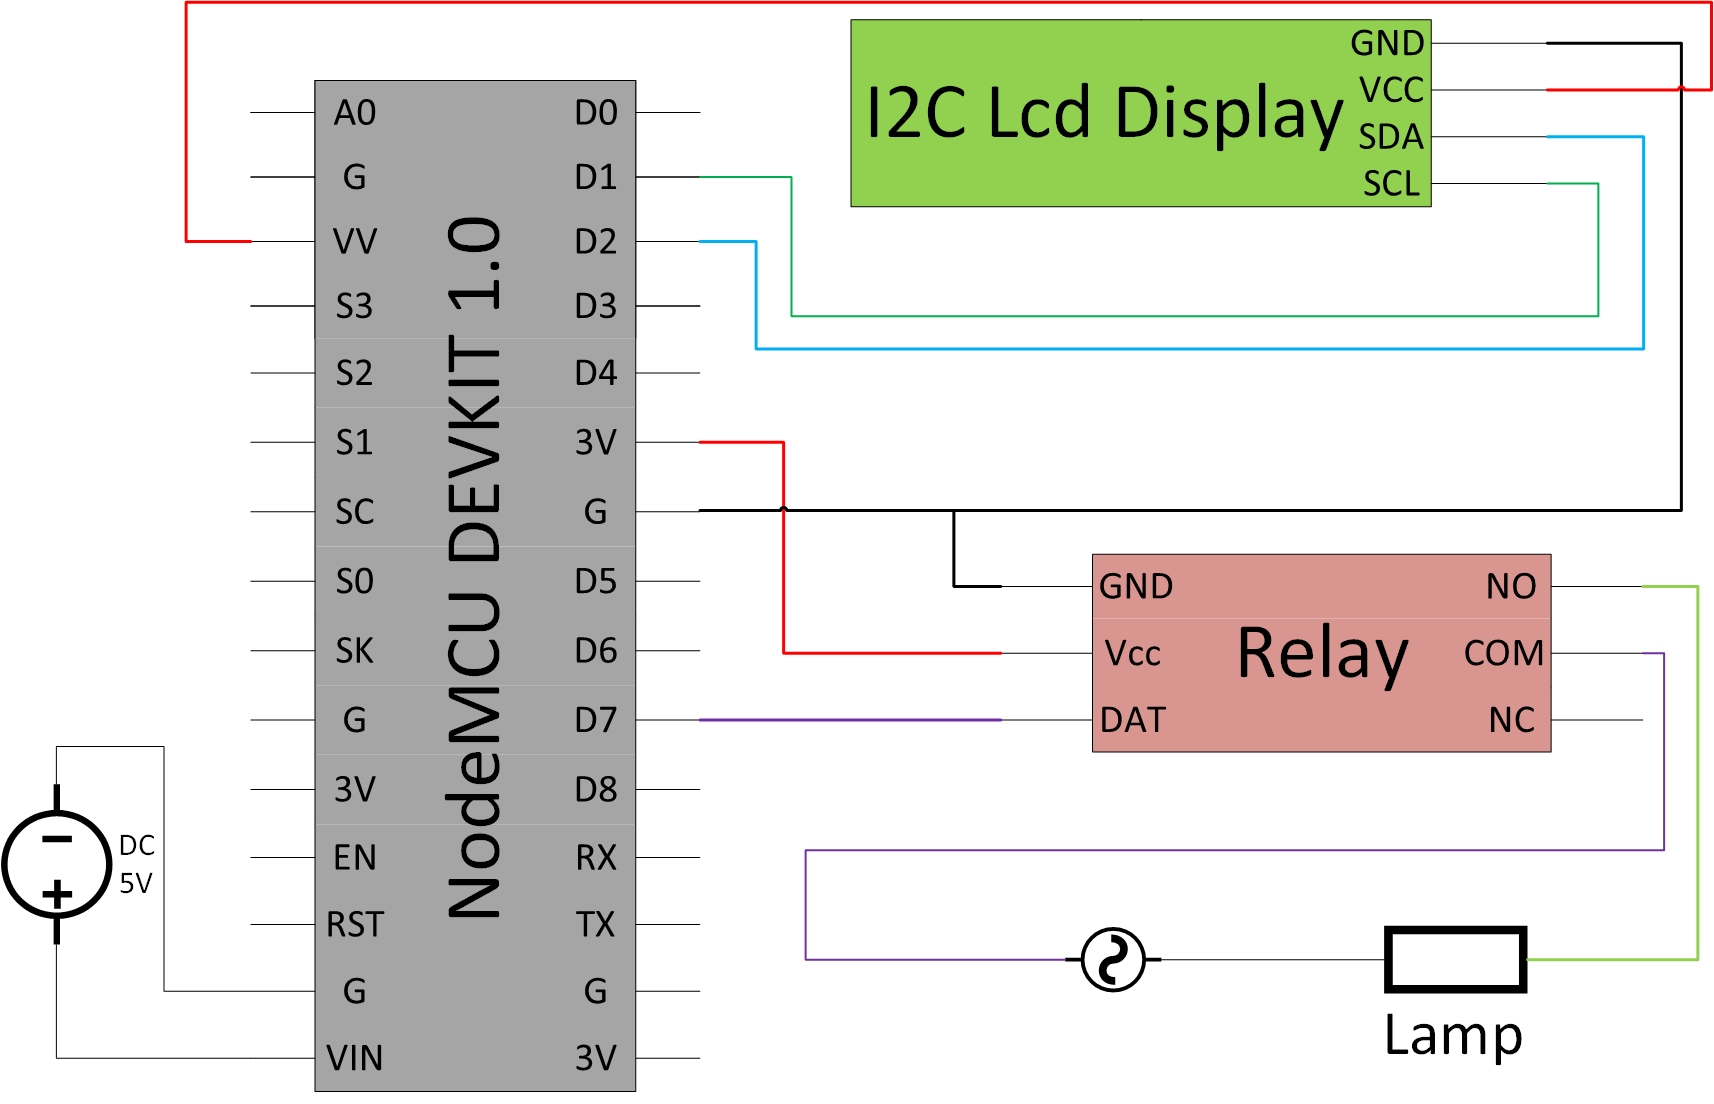 I2C Lcd Display
GND
VCC
SDA
SCL
NodeMCU DEVKIT 1.0
A0
G
VV
S3
S2
S1
SC
S0
SK
G
3V
EN
RST
G
VIN
D0
D1
D2
D3
D4
3V
G
D5
D6
D7
D8
RX
TX
G
3V
Relay
GND
Vcc
DAT
NO
COM
NC
DC
5V
Lamp